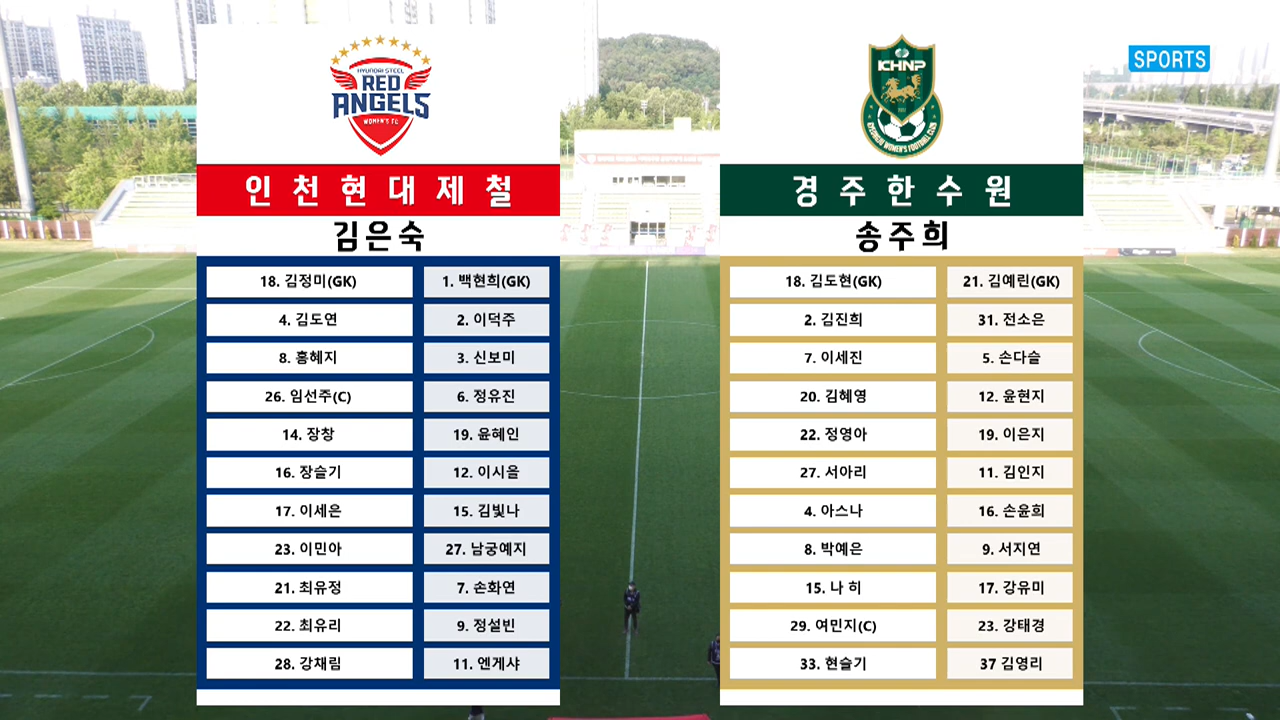 SPORTS
HYUNDAI STEEL
RED
ANGELS
WOMEN'S FC
인천현대제철
김은숙
18. 김정미(GK)
4. 김도연
8. 홍혜지
26. 임선주(C)
14. 장창
16. 장슬기
17. 이세은
23. 이민아
21. 최유정
22. 최유리
28. 강채림
1. 백현희(GK)
2. 이덕주
3. 신보미
6. 정유진
19. 윤혜인
12. 이시을
15. 김빛나
27. 남궁예지
7. 손화연
9. 정설빈
11. 엔게샤
KHNP
GYEONGJU WOMEN'S FOOTBALL CLUB
경주한수원
송주희
18. 김도현(GK)
2. 김진희
7. 이세진
20. 김혜영
22. 정영아
27. 서아리
4. 아스나
8. 박예은
15. 나 히
29. 여민지(C)
33. 현슬기
21. 김예린(GK)
31. 전소은
5. 손다슬
12. 윤현지
19. 이은지
11. 김인지
16. 손윤희
9. 서지연
17. 강유미
23. 강태경
37 김영리